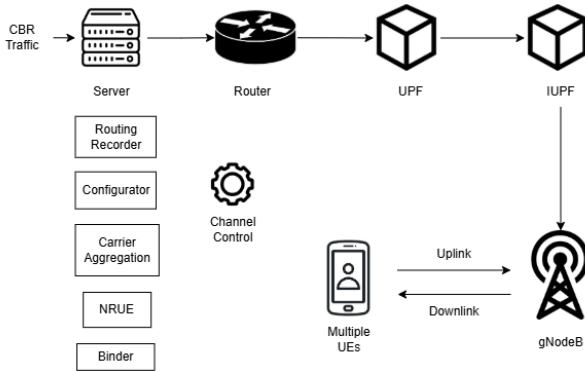 CBR
Traffic
Server
Router
UPF
IUPF
Routing
Recorder
Configurator
Channel
Control
Carrier
Aggregation
Uplink
Downlink
NRUE
Multiple
UEs
gNodeB
Binder